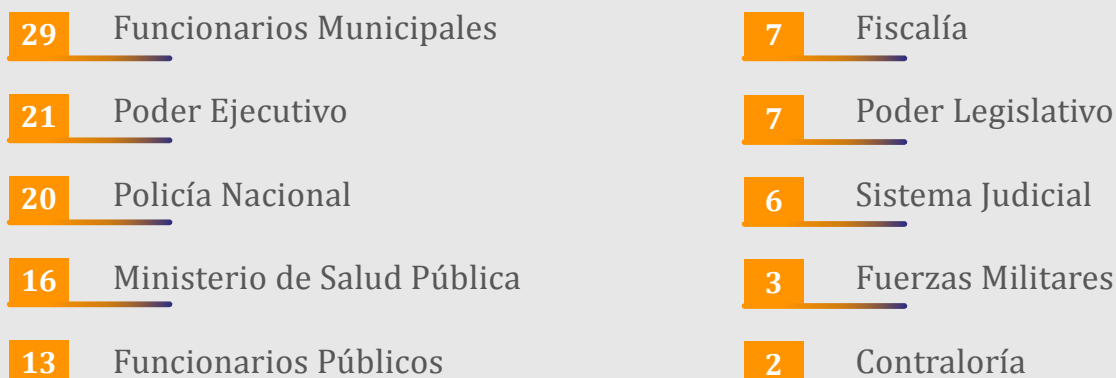 29 Funcionarios Municipales
21 Poder Ejecutivo
20 Policía Nacional
16 Ministerio de Salud Pública
13 Funcionarios Públicos
7 Fiscalía
7 Poder Legislativo
6 Sistema Judicial
3 Fuerzas Militares
2 Contraloría